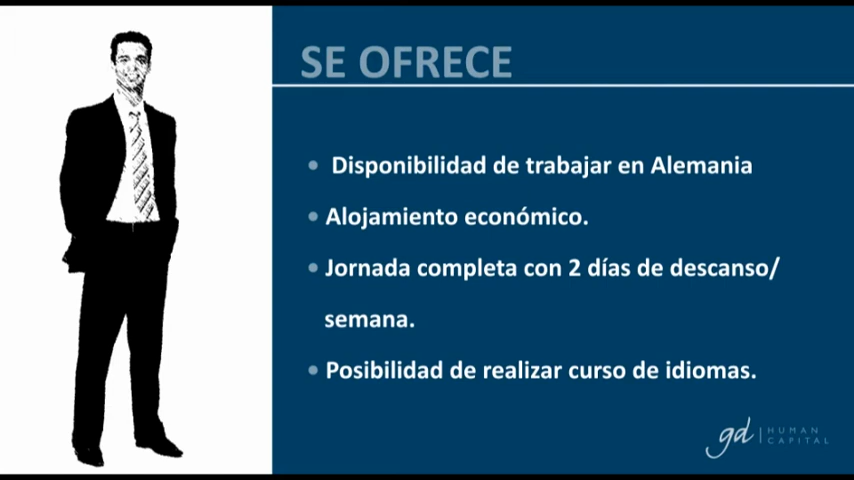 SE OFRECE
Disponibilidad de trabajar en Alemania
Alojamiento económico.
Jornada completa con 2 días de descanso/
semana.
Posibilidad de realizar curso de idiomas.
gd | HUMAN
CAPITAL